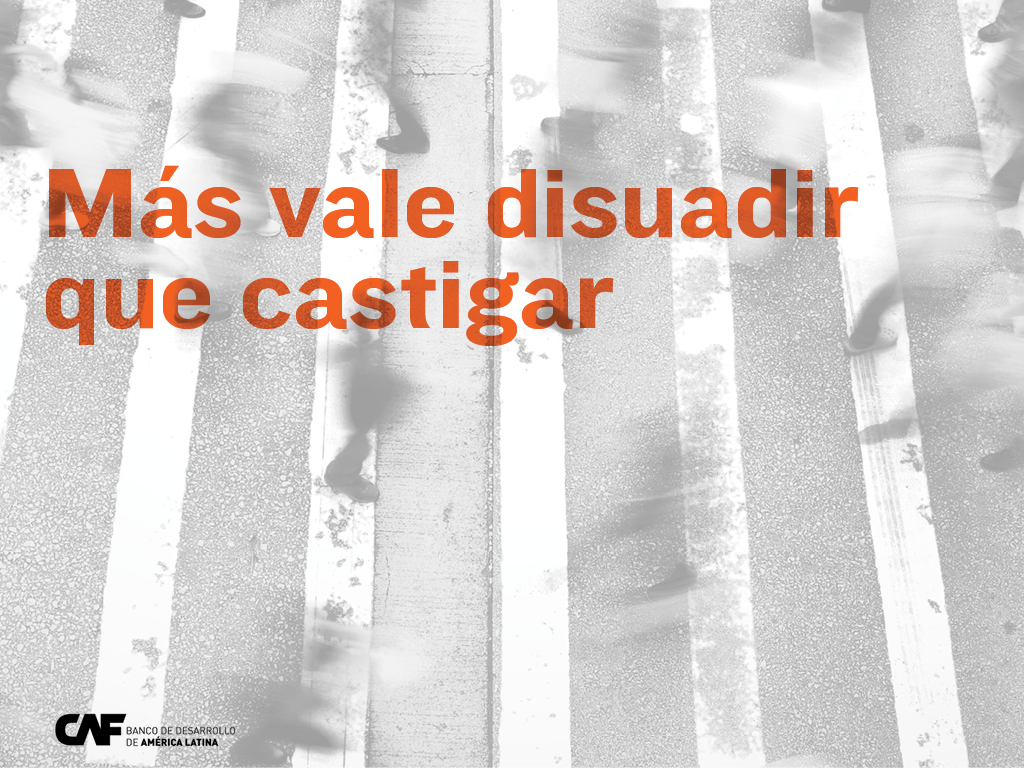 Más vale disuadir
que castigar
CAF BANCO DE DESARROLLO
DE AMÉRICA LATINA